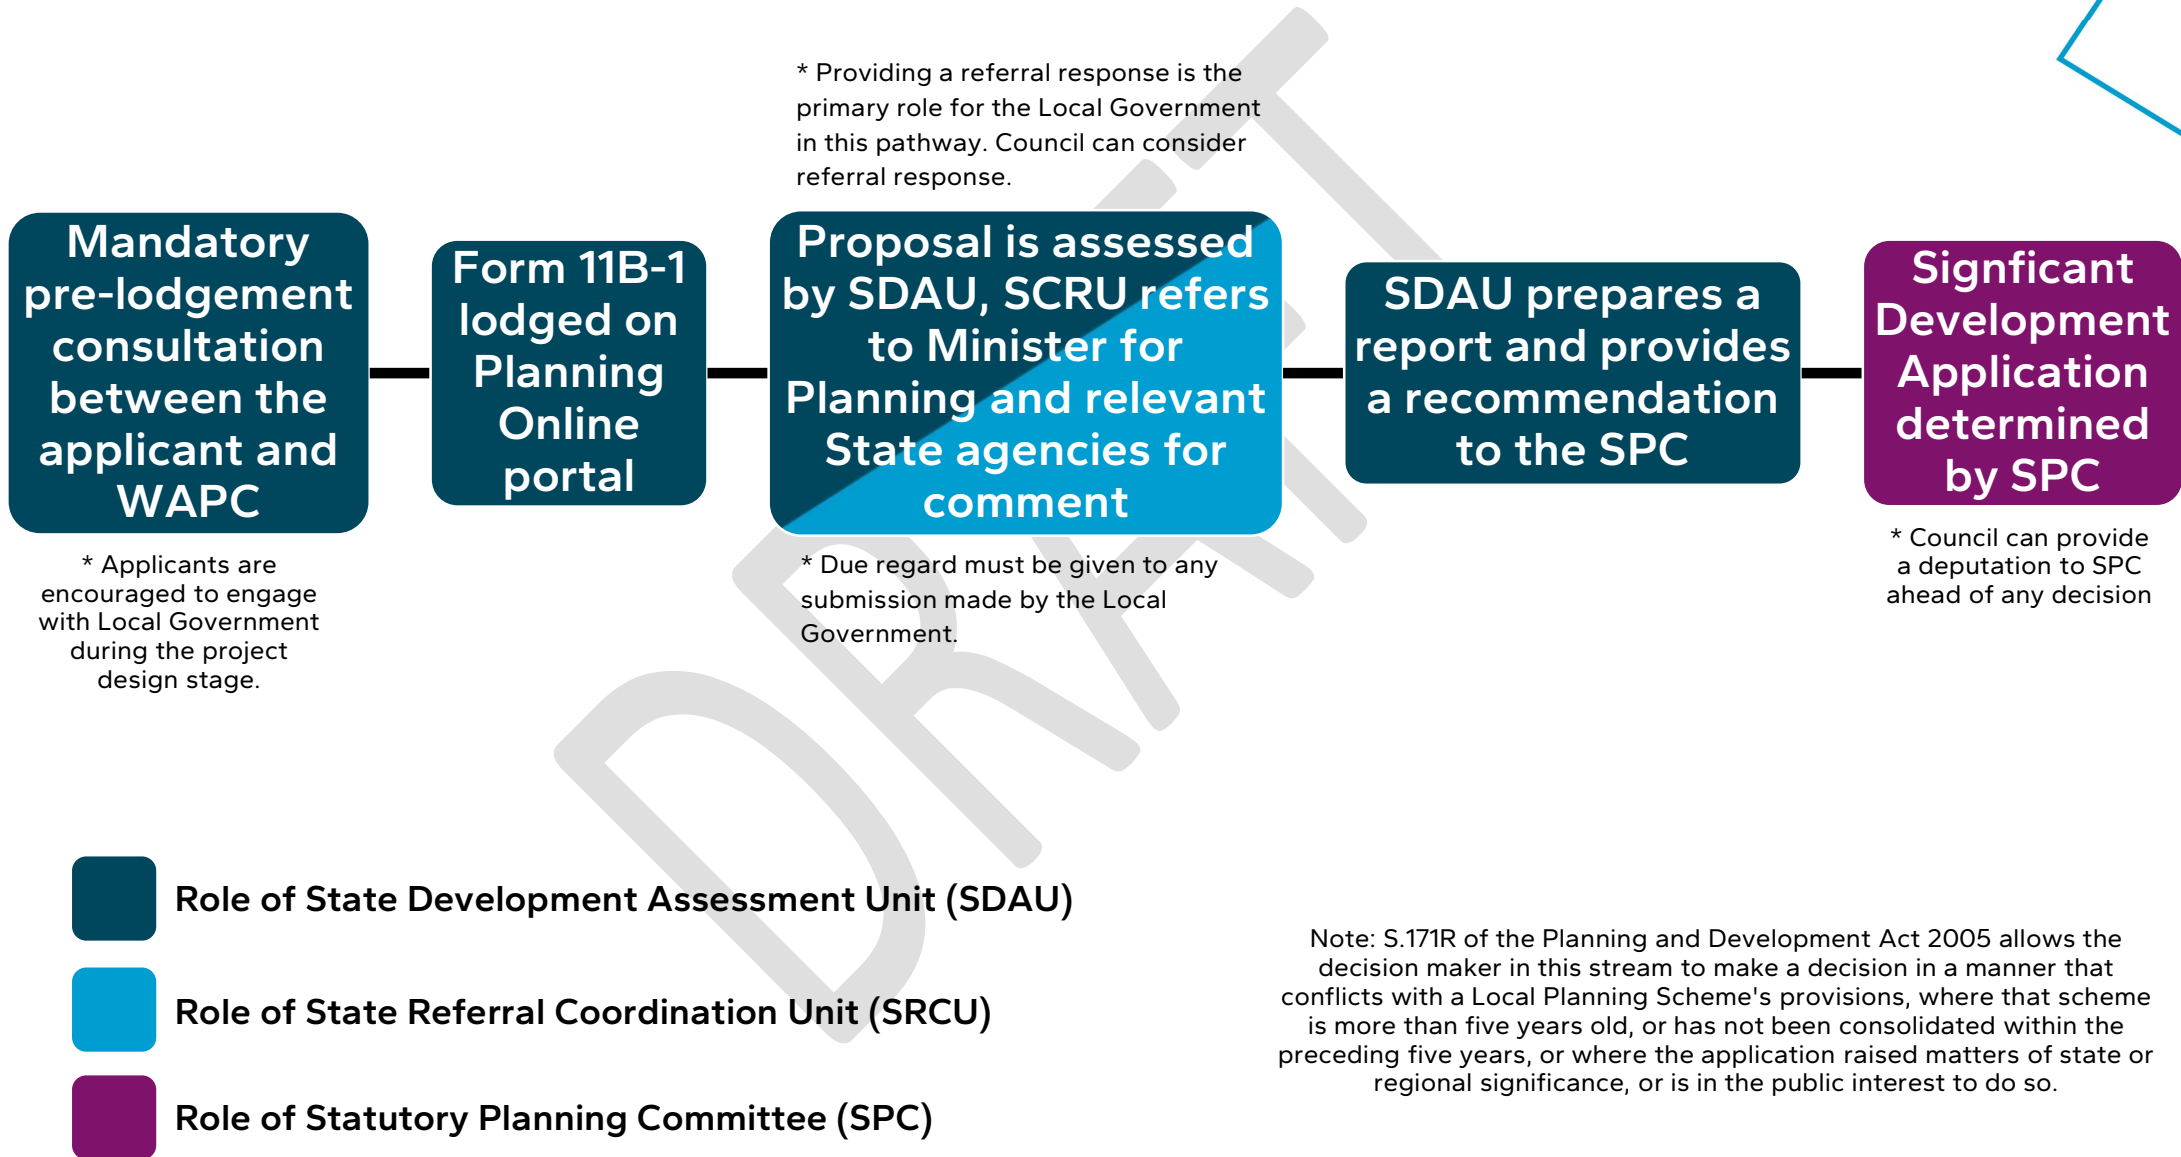 * Providing a referral response is the
primary role for the Local Government
in this pathway. Council can consider
referral response.
Mandatory
pre-lodgement
consultation
between the
applicant and
WAPC
* Applicants are
encouraged to engage
with Local Government
during the project
design stage.
Form 11B-1
lodged on
Planning
Online
portal
Proposal is assessed
by SDAU, SCRU refers
to Minister for
Planning and relevant
State agencies for
comment
* Due regard must be given to any
submission made by the Local
Government.
SDAU prepares a
report and provides
a recommendation
to the SPC
Signficant
Development
Application
determined
by SPC
* Council can provide
a deputation to SPC
ahead of any decision
DRAFT
Role of State Development Assessment Unit (SDAU)
Role of State Referral Coordination Unit (SRCU)
Role of Statutory Planning Committee (SPC)
Note: S.171R of the Planning and Development Act 2005 allows the
decision maker in this stream to make a decision in a manner that
conflicts with a Local Planning Scheme's provisions, where that scheme
is more than five years old, or has not been consolidated within the
preceding five years, or where the application raised matters of state or
regional significance, or is in the public interest to do so.